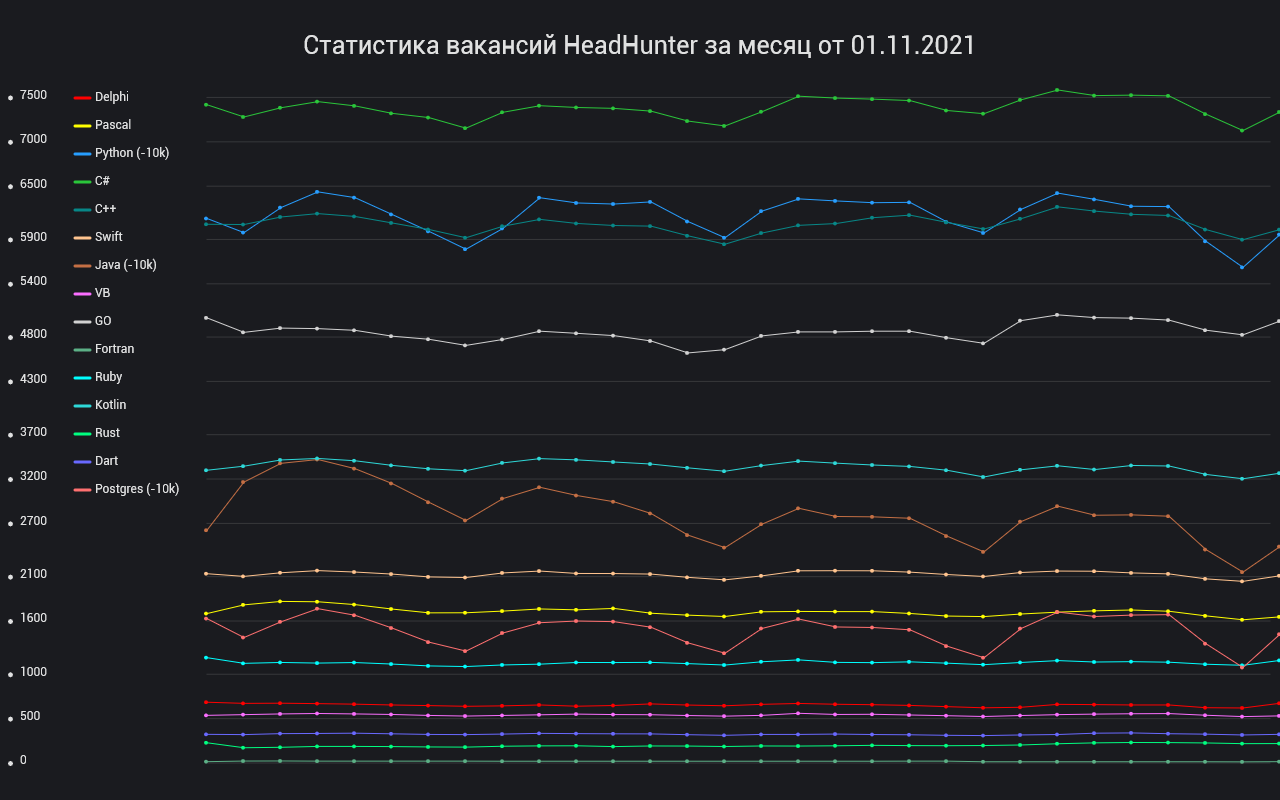 Статистика вакансий HeadHunter за месяц от 01.11.2021
7500
7000
6500
5900
5400
4800
4300
3700
3200
2700
2100
1600
1000
500
0
Delphi
Pascal
Python (-10k)
C#
C++
Swift
Java (-10k)
VB
GO
Fortran
Ruby
Kotlin
Rust
Dart
Postgres (-10k)